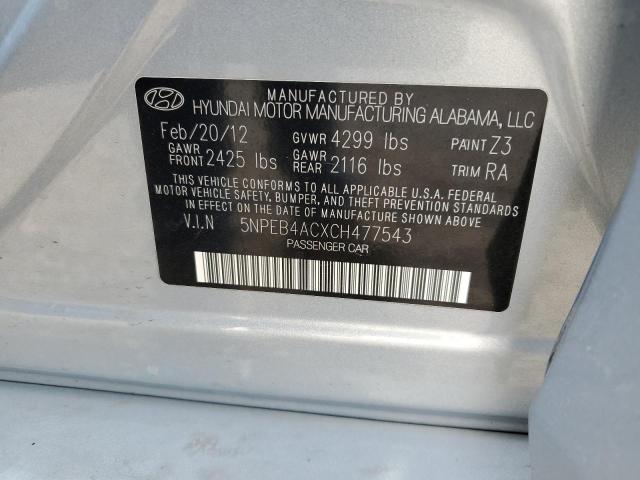 MANUFACTURED BY
HYUNDAI MOTOR MANUFACTURING ALABAMA, LLC
Feb/20/12 GVWR 4299 lbs PAINT Z3
GAWR FRONT 2425 lbs GAWR REAR 2116 lbs TRIM RA
THIS VEHICLE CONFORMS TO ALL APPLICABLE U.S.A. FEDERAL
MOTOR VEHICLE SAFETY, BUMPER, AND THEFT PREVENTION STANDARDS
IN EFFECT ON THE DATE OF MANUFACTURE SHOWN ABOVE
V.I.N 5NPEB4ACXCH477543
PASSENGER CAR